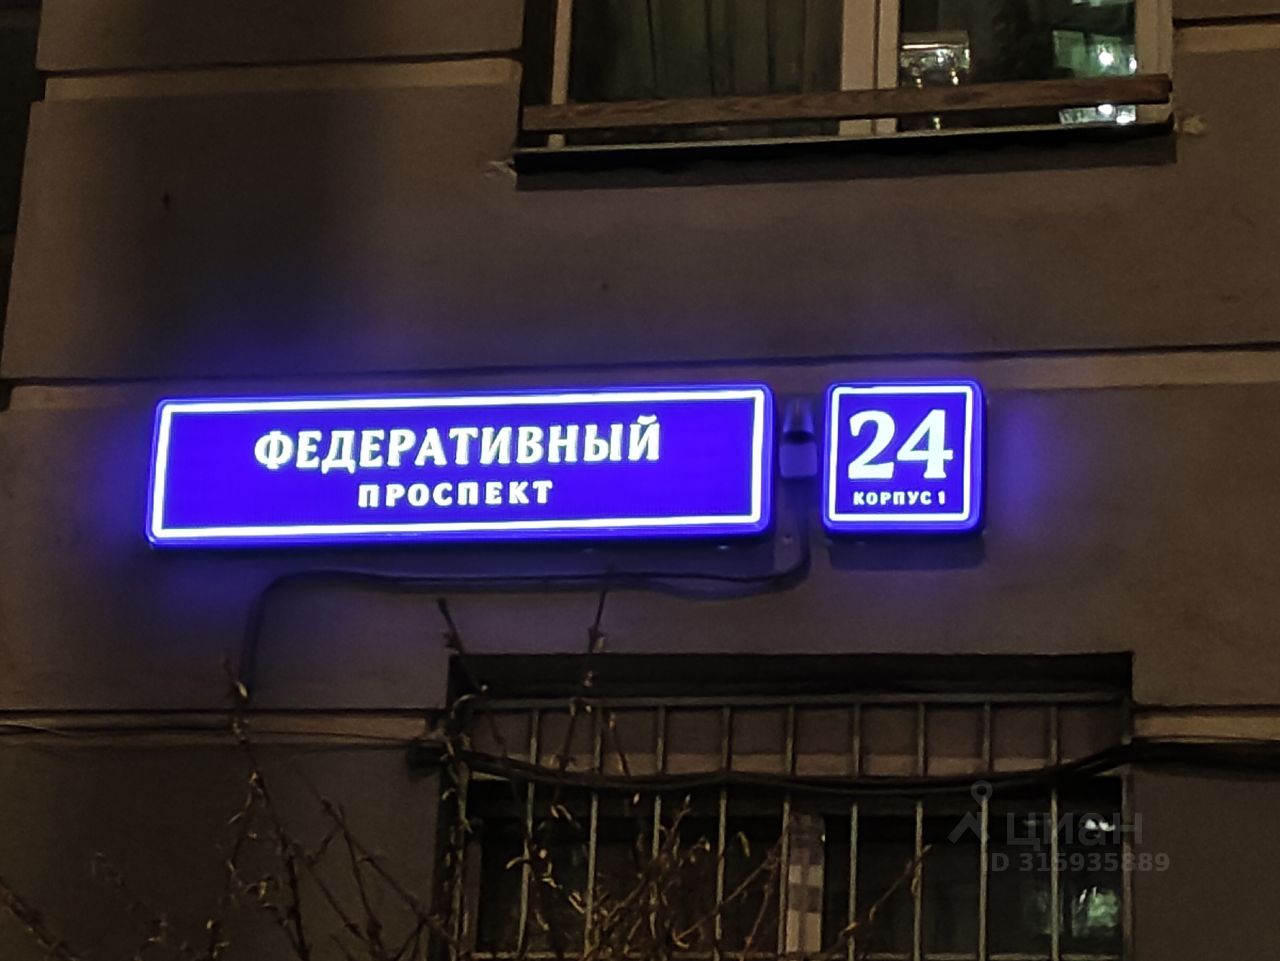 ФЕДЕРАТИВНЫЙ
ПРОСПЕКТ
24
КОРПУС 1
циан
ID 315935889